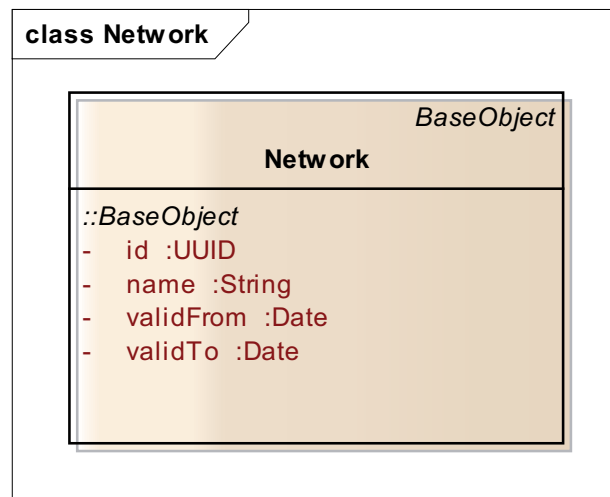 class Network
BaseObject
Network
::BaseObject
- id :UUID
- name :String
- validFrom :Date
- validTo :Date